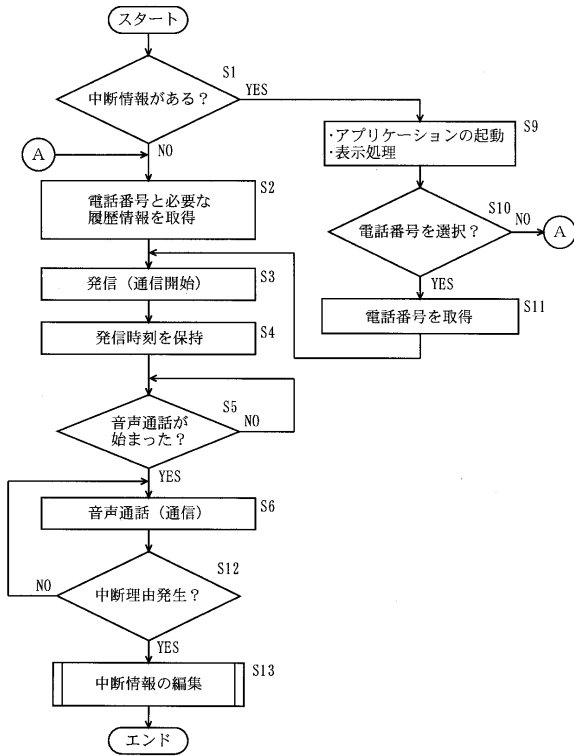 スタート
S1
中断情報がある？
YES
NO
A
S9
・アプリケーションの起動
・表示処理
S2
電話番号と必要な
履歴情報を取得
S10
電話番号を選択？
NO
A
YES
S3
発信（通信開始）
S11
電話番号を取得
S4
発信時刻を保持
S5
音声通話が
始まった？
NO
YES
S6
音声通話（通信）
S12
中断理由発生？
NO
YES
S13
中断情報の編集
エンド